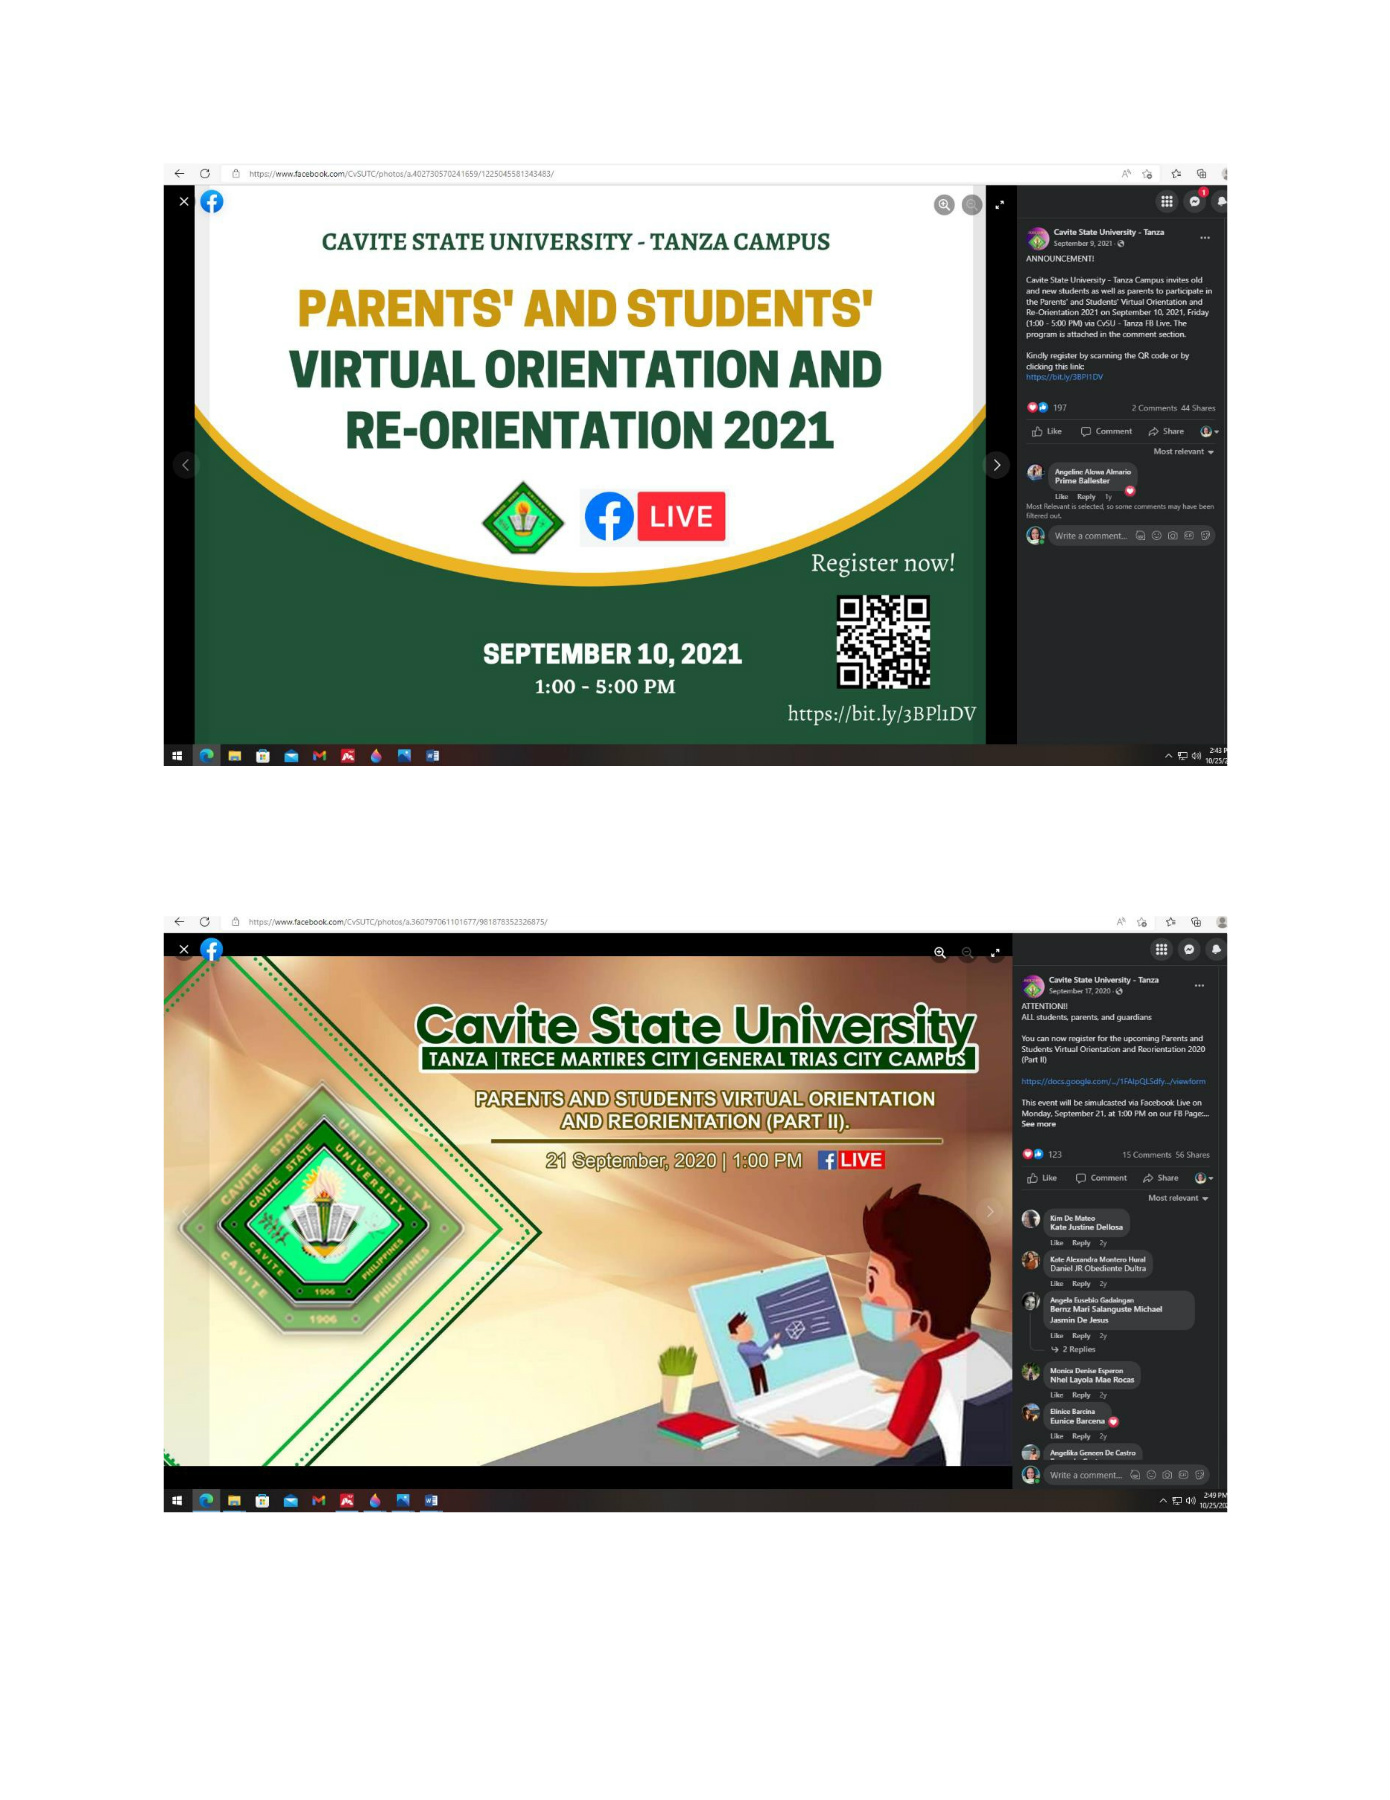 https://www.facebook.com/CvSUTC/photos/a.402730570241659/1225045581343483/
CAVITE STATE UNIVERSITY - TANZA CAMPUS
PARENTS' AND STUDENTS'
VIRTUAL ORIENTATION AND
RE-ORIENTATION 2021
LIVE
Register now!
SEPTEMBER 10, 2021
1:00 - 5:00 PM
https://bit.ly/3BPl1DV
1
Cavite State University - Tanza
September 9, 2021
ANNOUNCEMENT!
Cavite State University - Tanza Campus invites old
and new students as well as parents to participate in
the Parents' and Students' Virtual Orientation and
Re-Orientation 2021 on September 10, 2021, Friday
(1:00 - 5:00 PM) via CvSU - Tanza FB Live. The
program is attached in the comment section.
Kindly register by scanning the QR code or by
clicking this link:
https://bit.ly/3BPl1DV
197
2 Comments 44 Shares
Like Comment Share
Most relevant
Angeline Alowa Almario
Prime Ballester
Like Reply 1y
Most Relevant is selected, so some comments may have been
filtered out.
Write a comment...
2:43 P
10/25/2
https://www.facebook.com/CvSUTC/photos/a.360797061101677/981878352326875/
Cavite State University
TANZA | TRECE MARTIRES CITY | GENERAL TRIAS CITY CAMPUS
PARENTS AND STUDENTS VIRTUAL ORIENTATION
AND REORIENTATION (PART II).
21 September, 2020 | 1:00 PM LIVE
CAVITE STATE UNIVERSITY
CAVITE PHILIPPINES
1906
CAVITE STATE UNIVERSITY
CAVITE PHILIPPINES
1906
Cavite State University - Tanza
September 17, 2020
ATTENTION!!
ALL students, parents, and guardians
You can now register for the upcoming Parents and
Students Virtual Orientation and Reorientation 2020
(Part II)
https://docs.google.com/.../1FAIpQLSdfy.../viewform
This event will be simulcasted via Facebook Live on
Monday, September 21, at 1:00 PM on our FB Page:...
See more
123
15 Comments 56 Shares
Like Comment Share
Most relevant
Kim De Mateo
Kate Justine Dellosa
Like Reply 2y
Kate Alexandra Montero Hural
Daniel JR Obediente Dultra
Like Reply 2y
Angela Eusebio Gadaingan
Bernz Mari Salanguste Michael
Jasmin De Jesus
Like Reply 2y
2 Replies
Monica Denise Esperon
Nhel Layola Mae Rocas
Like Reply 2y
Elinice Barcina
Eunice Barcena
Like Reply 2y
Angelika Geneen De Castro
Write a comment...
2:49 PM
10/25/20